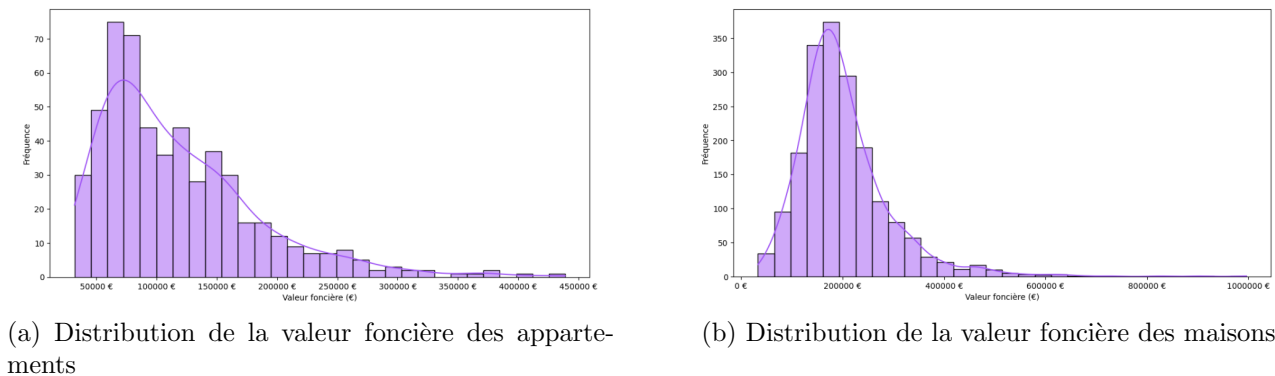 70
60
50
40
30
20
10
0
Fréquence
50000 € 100000 € 150000 € 200000 € 250000 € 300000 € 350000 € 400000 € 450000 €
Valeur foncière (€)
(a) Distribution de la valeur foncière des apparte-
ments
350
300
250
200
150
100
50
0
Fréquence
0 € 200000 € 400000 € 600000 € 800000 € 1000000 €
Valeur foncière (€)
(b) Distribution de la valeur foncière des maisons